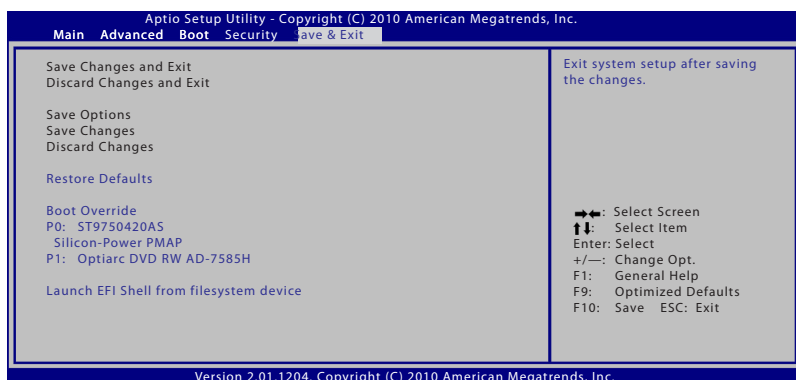 Aptio Setup Utility - Copyright (C) 2010 American Megatrends, Inc.
Main Advanced Boot Security Save & Exit
Save Changes and Exit
Discard Changes and Exit
Save Options
Save Changes
Discard Changes
Restore Defaults
Boot Override
P0: ST9750420AS
Silicon-Power PMAP
P1: Optiarc DVD RW AD-7585H
Launch EFI Shell from filesystem device
Exit system setup after saving
the changes.
→←: Select Screen
↑↓: Select Item
Enter: Select
+/—: Change Opt.
F1: General Help
F9: Optimized Defaults
F10: Save ESC: Exit
Version 2.01.1204. Copyright (C) 2010 American Megatrends, Inc.